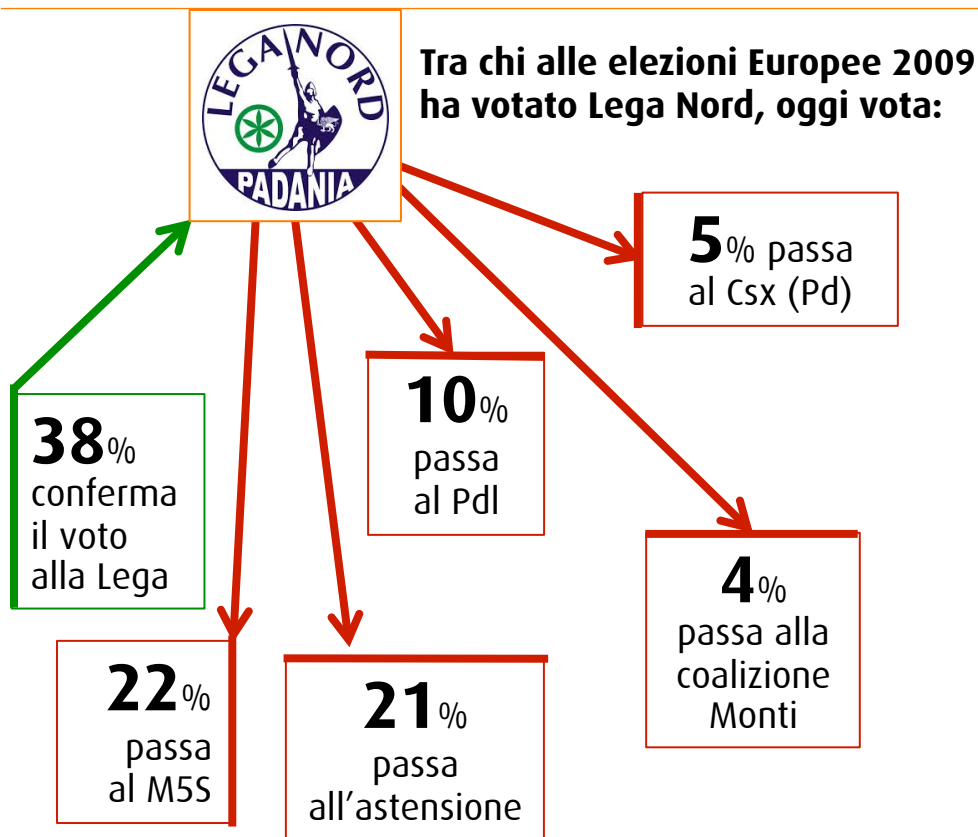 LEGA NORD
PADANIA
Tra chi alle elezioni Europee 2009
ha votato Lega Nord, oggi vota:
5% passa
al Csx (Pd)
10%
passa
al Pdl
38%
conferma
il voto
alla Lega
4%
passa alla
coalizione
Monti
22%
passa
al M5S
21%
passa
all’astensione